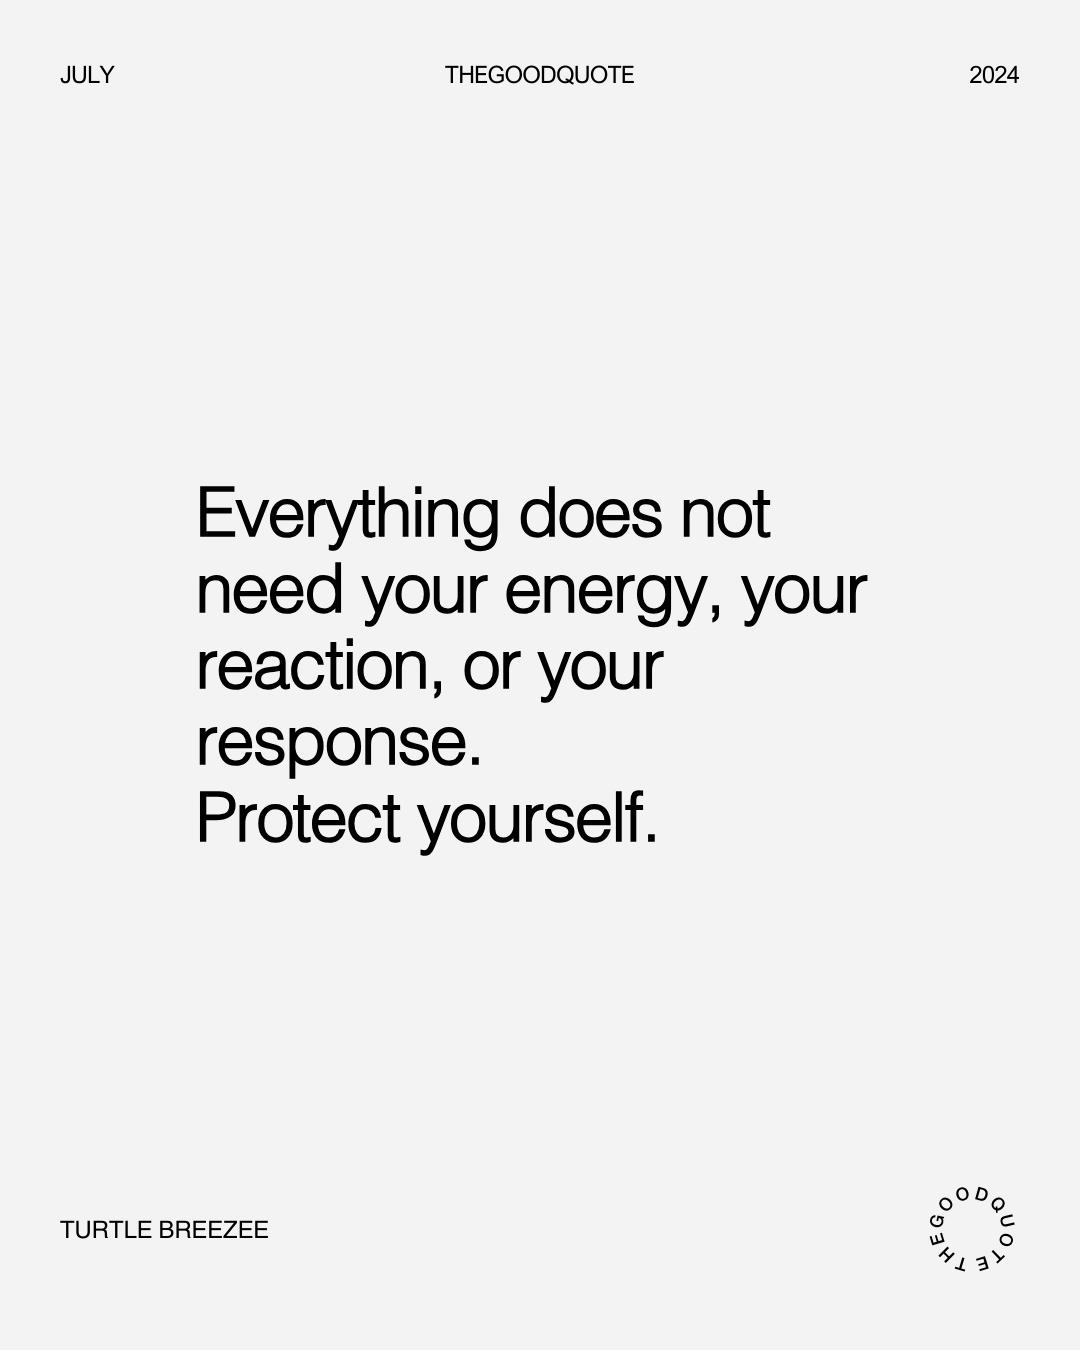 JULY THEGOODQUOTE 2024
Everything does not
need your energy, your
reaction, or your
response.
Protect yourself.
TURTLE BREEZEE
THEGOODQUOTE